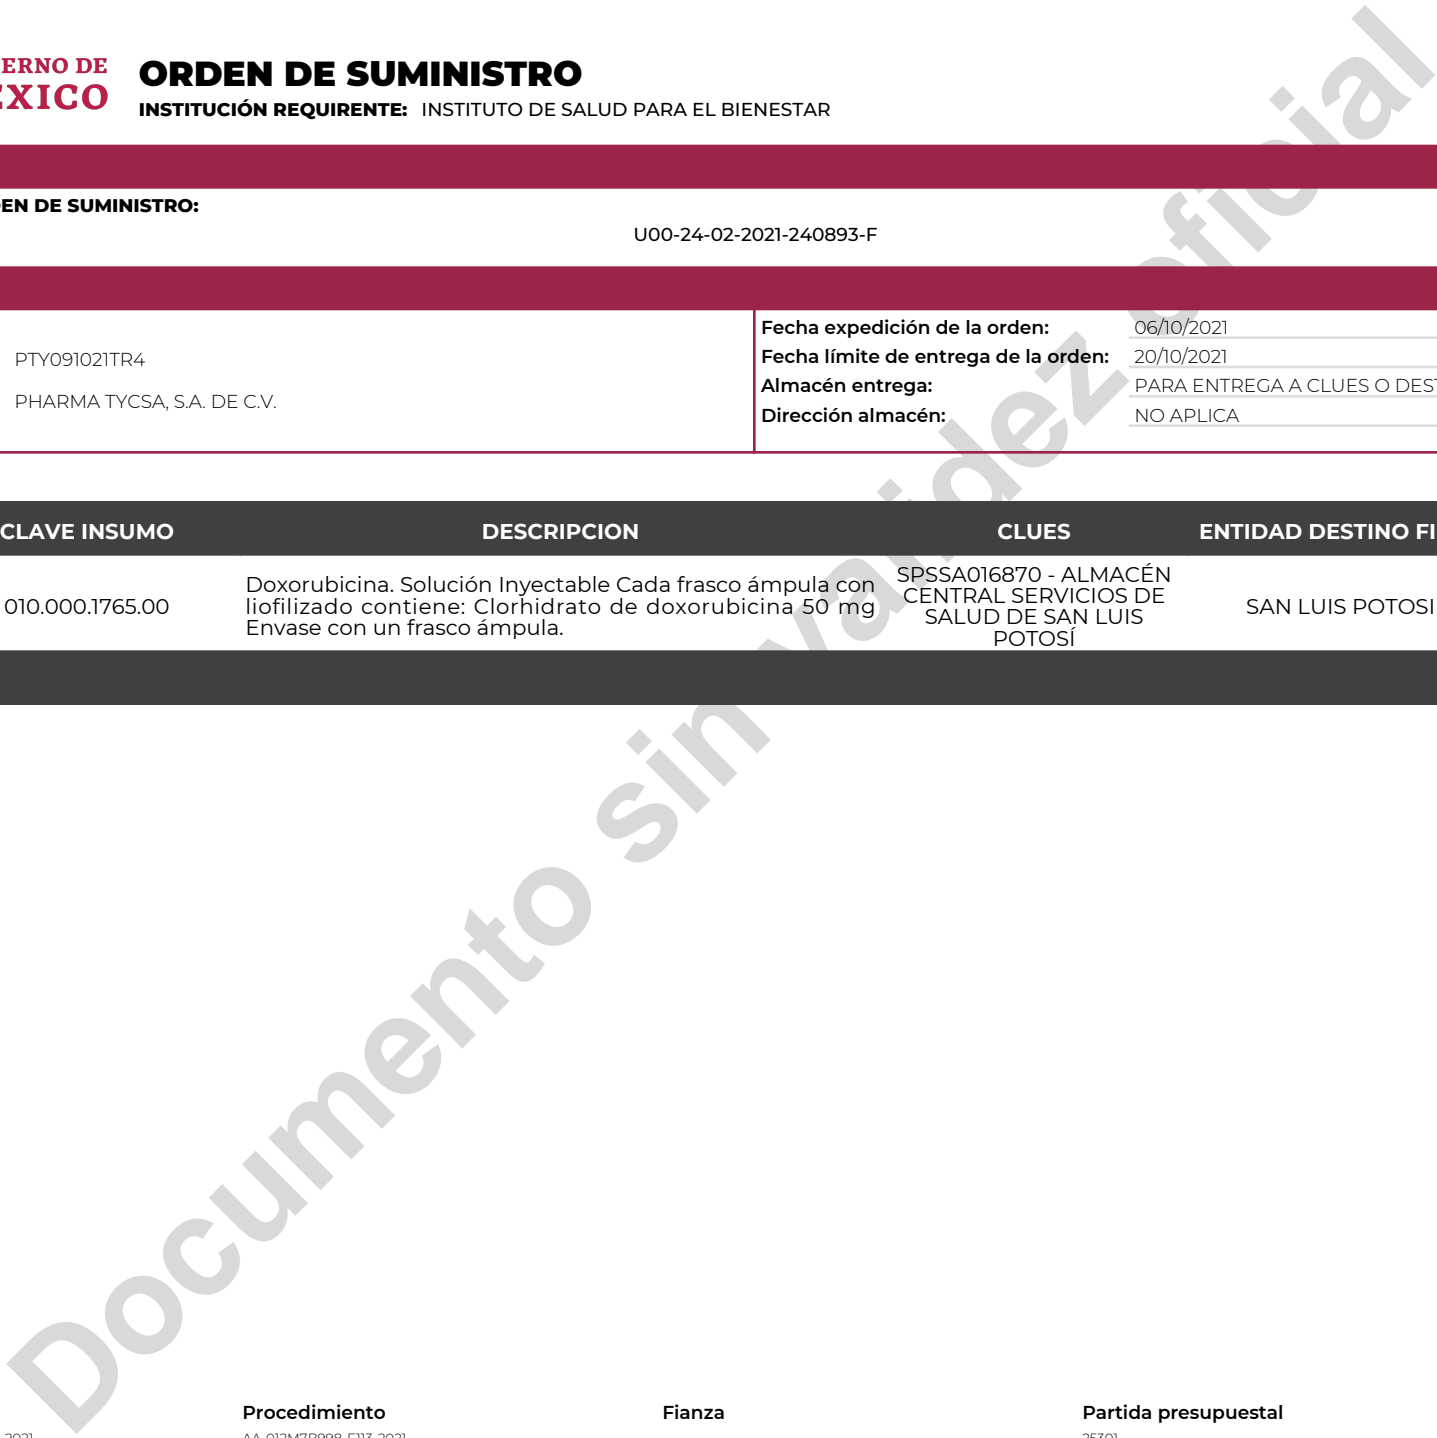 ERNO DE
EXICO
ORDEN DE SUMINISTRO
INSTITUCIÓN REQUIRENTE: INSTITUTO DE SALUD PARA EL BIENESTAR
EN DE SUMINISTRO:
U00-24-02-2021-240893-F
PTY091021TR4
PHARMA TYCSA, S.A. DE C.V.
Fecha expedición de la orden: 06/10/2021
Fecha límite de entrega de la orden: 20/10/2021
Almacén entrega: PARA ENTREGA A CLUES O DEST
Dirección almacén: NO APLICA
CLAVE INSUMO DESCRIPCION CLUES ENTIDAD DESTINO FI
010.000.1765.00
Doxorubicina. Solución Inyectable Cada frasco ámpula con
liofilizado contiene: Clorhidrato de doxorubicina 50 mg
Envase con un frasco ámpula.
SPSSA016870 - ALMACÉN
CENTRAL SERVICIOS DE
SALUD DE SAN LUIS
POTOSÍ
SAN LUIS POTOSI
Documento sin validez oficial
Procedimiento Fianza Partida presupuestal